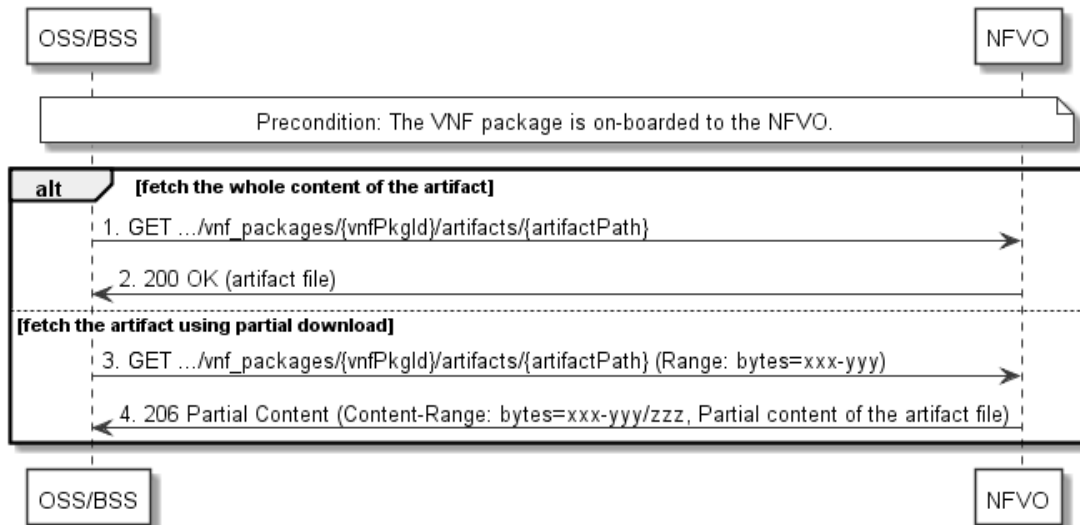 OSS/BSS
NFVO
Precondition: The VNF package is on-boarded to the NFVO.
alt
[fetch the whole content of the artifact]
1. GET .../vnf_packages/{vnfPkgId}/artifacts/{artifactPath}
2. 200 OK (artifact file)
[fetch the artifact using partial download]
3. GET .../vnf_packages/{vnfPkgId}/artifacts/{artifactPath} (Range: bytes=xxx-yyy)
4. 206 Partial Content (Content-Range: bytes=xxx-yyy/zzz, Partial content of the artifact file)
OSS/BSS
NFVO